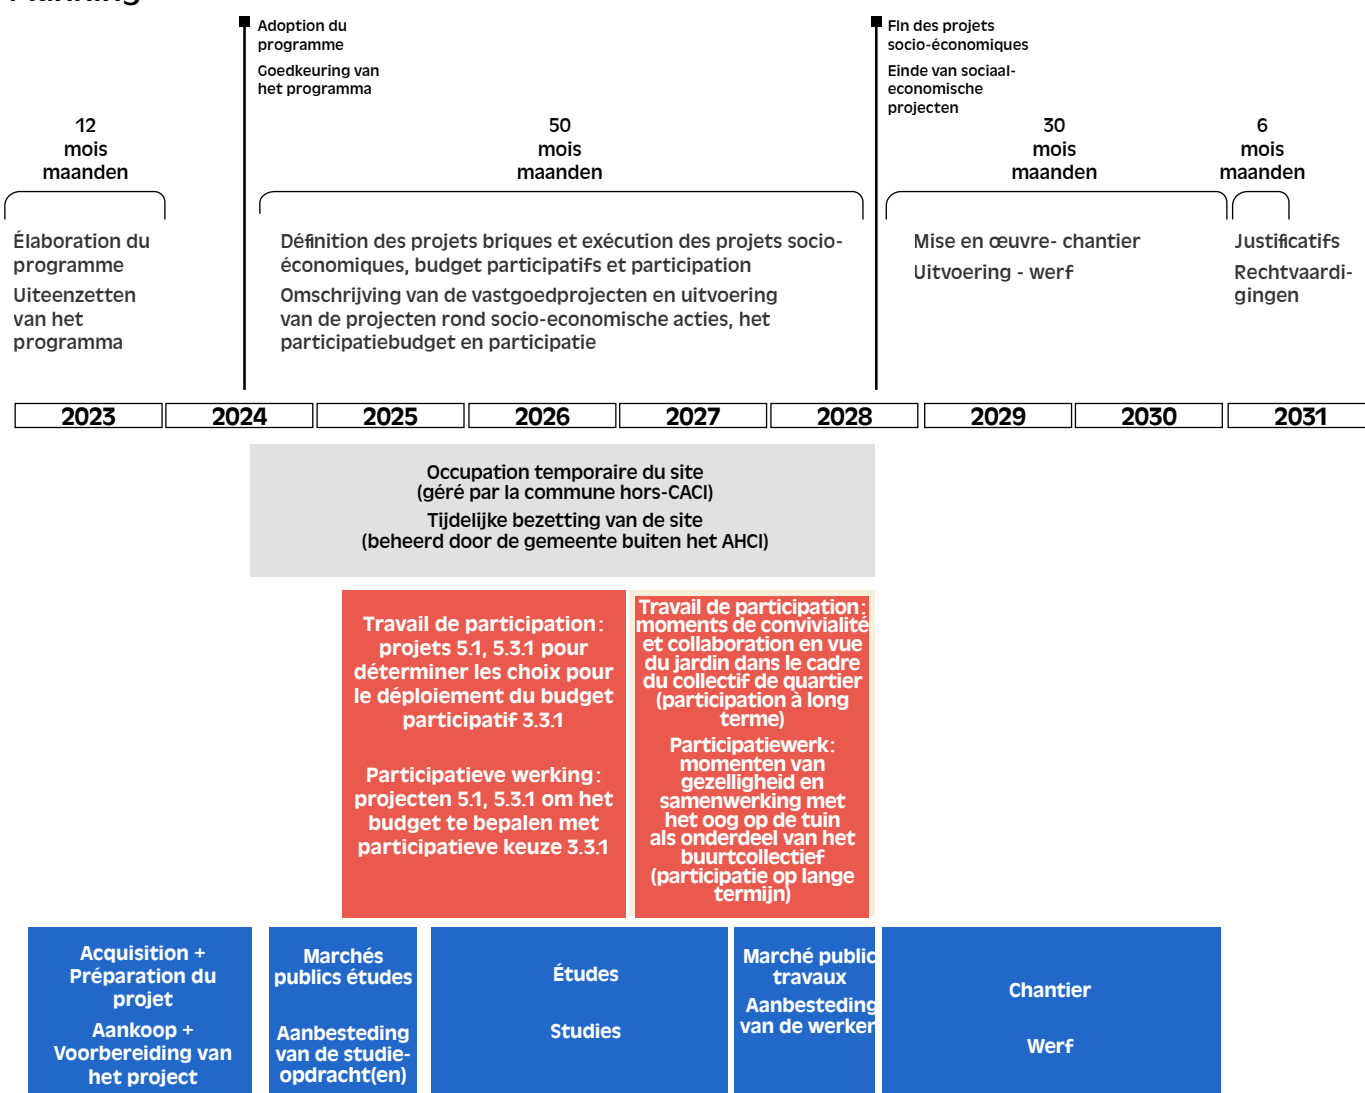 Planning
Adoption du
programme
Goedkeuring van
het programma
Fin des projets
socio-économiques
Einde van sociaal-
economische
projecten
12
mois
maanden
50
mois
maanden
30
mois
maanden
6
mois
maanden
Élaboration du
programme
Uiteenzetten
van het
programma
Définition des projets briques et exécution des projets socio-
économiques, budget participatifs et participation
Omschrijving van de vastgoedprojecten en uitvoering
van de projecten rond socio-economische acties, het
participatiebudget en participatie
Mise en œuvre- chantier
Uitvoering - werf
Justificatifs
Rechtvaardi-
gingen
2023 2024 2025 2026 2027 2028 2029 2030 2031
Occupation temporaire du site
(géré par la commune hors-CACI)
Tijdelijke bezetting van de site
(beheerd door de gemeente buiten het AHCI)
Travail de participation :
projets 5.1, 5.3.1 pour
déterminer les choix pour
le déploiement du budget
participatif 3.3.1
Participatieve werking :
projecten 5.1, 5.3.1 om het
budget te bepalen met
participatieve keuze 3.3.1
Travail de participation :
moments de convivialité
et collaboration en vue
du jardin dans le cadre
du collectif de quartier
(participation à long
terme)
Participatiewerk :
momenten van
gezelligheid en
samenwerking met
het oog op de tuin
als onderdeel van het
buurtcollectief
(participatie op lange
termijn)
Acquisition +
Préparation du
projet
Aankoop +
Voorbereiding van
het project
Marchés
publics études
Aanbesteding
van de studie-
opdracht(en)
Études
Studies
Marché public
travaux
Aanbesteding
van de werken
Chantier
Werf